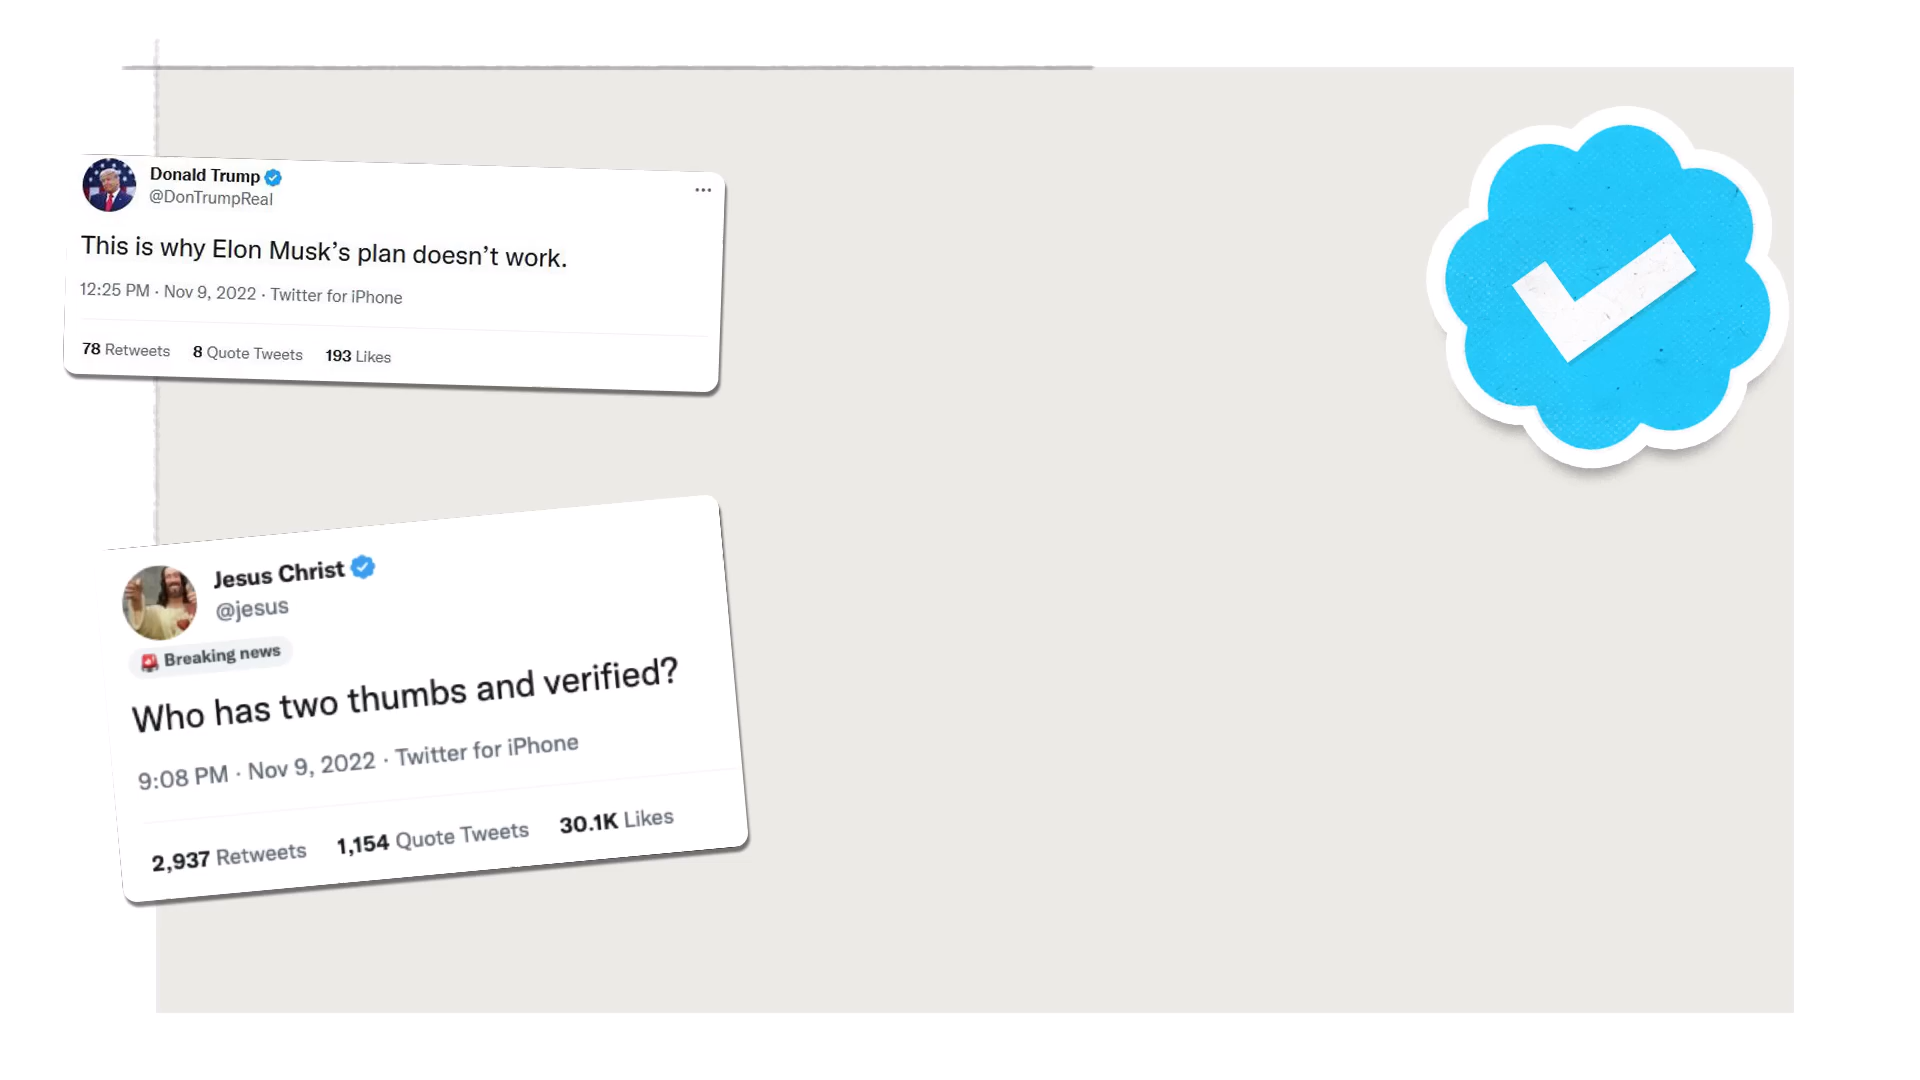 Donald Trump
@DonTrumpReal
This is why Elon Musk’s plan doesn’t work.
12:25 PM · Nov 9, 2022 · Twitter for iPhone
78 Retweets 8 Quote Tweets 193 Likes
Jesus Christ
@jesus
🚨 Breaking news
Who has two thumbs and verified?
9:08 PM · Nov 9, 2022 · Twitter for iPhone
2,937 Retweets 1,154 Quote Tweets 30.1K Likes